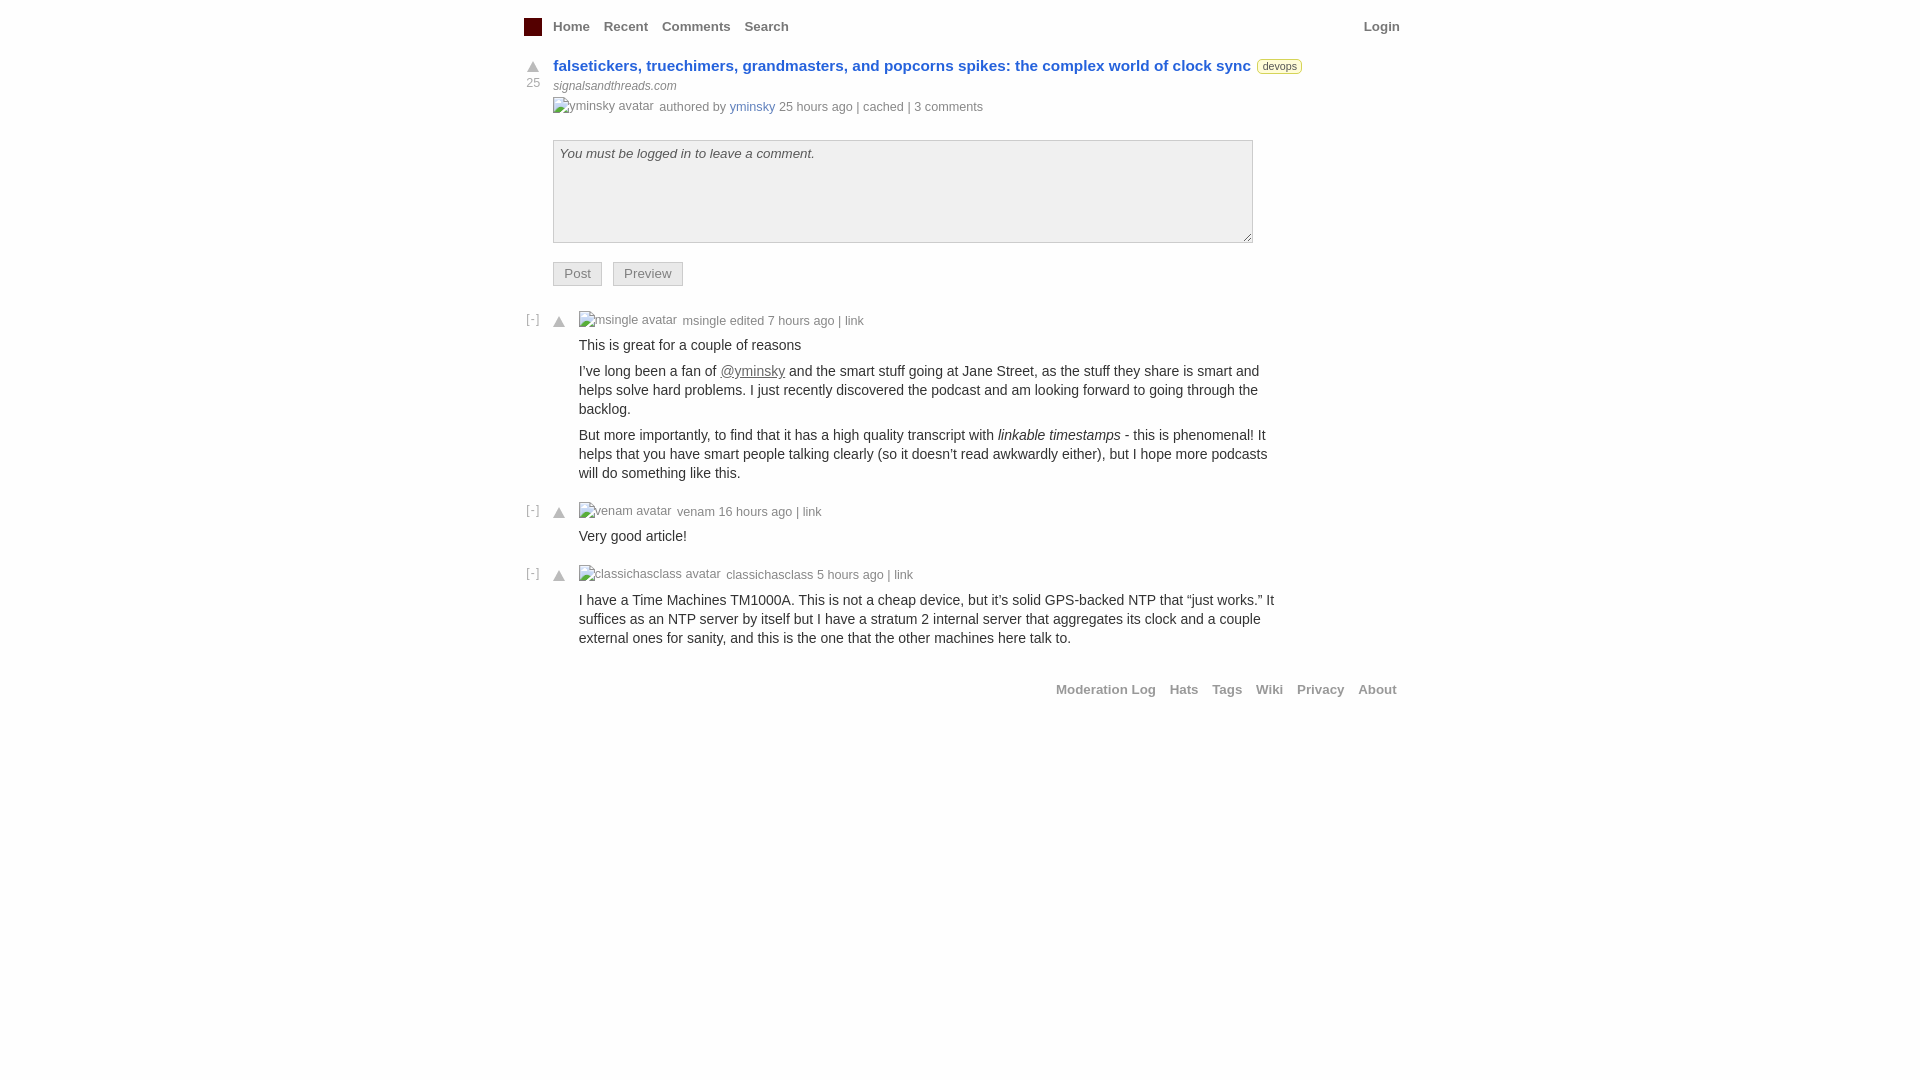 Home Recent Comments Search Login
falsetickers, truechimers, grandmasters, and popcorns spikes: the complex world of clock sync devops
25
signalsandthreads.com
yminsky avatar authored by yminsky 25 hours ago | cached | 3 comments
You must be logged in to leave a comment.
Post Preview
[-] msingle avatar msingle edited 7 hours ago | link
This is great for a couple of reasons
I’ve long been a fan of @yminsky and the smart stuff going at Jane Street, as the stuff they share is smart and
helps solve hard problems. I just recently discovered the podcast and am looking forward to going through the
backlog.
But more importantly, to find that it has a high quality transcript with linkable timestamps - this is phenomenal! It
helps that you have smart people talking clearly (so it doesn’t read awkwardly either), but I hope more podcasts
will do something like this.
[-] venam avatar venam 16 hours ago | link
Very good article!
[-] classichasclass avatar classichasclass 5 hours ago | link
I have a Time Machines TM1000A. This is not a cheap device, but it’s solid GPS-backed NTP that “just works.” It
suffices as an NTP server by itself but I have a stratum 2 internal server that aggregates its clock and a couple
external ones for sanity, and this is the one that the other machines here talk to.
Moderation Log Hats Tags Wiki Privacy About